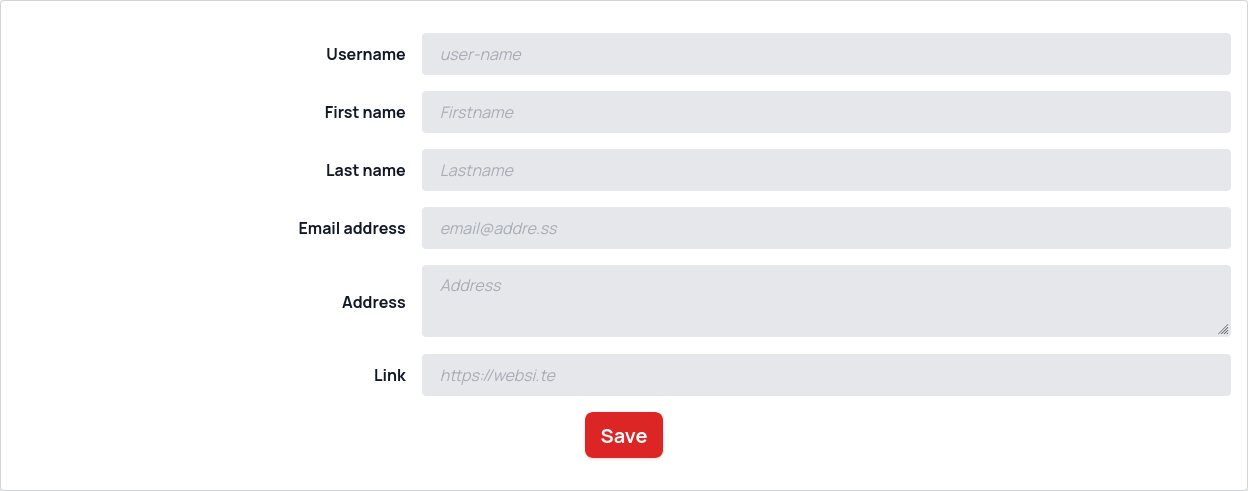 Username user-name
First name Firstname
Last name Lastname
Email address email@addre.ss
Address Address
Link https://websi.te
Save